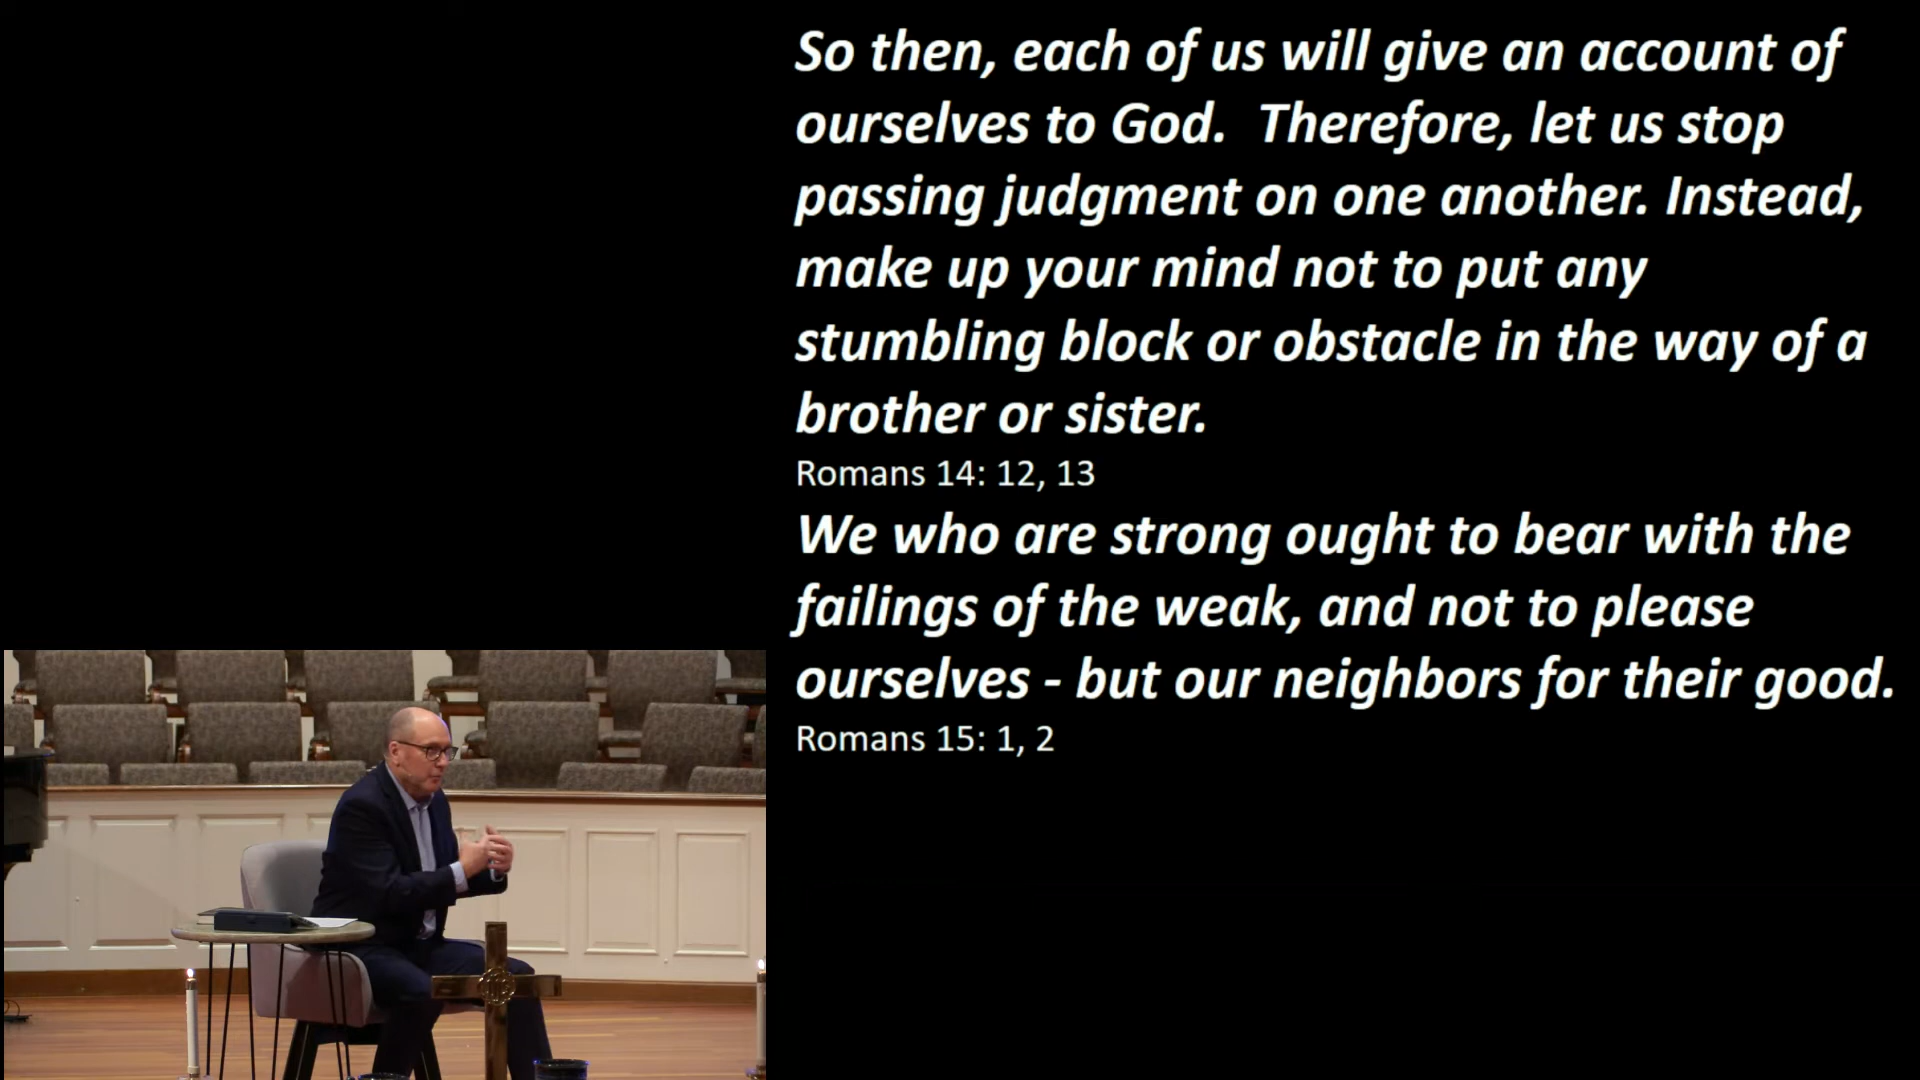 So then, each of us will give an account of
ourselves to God.  Therefore, let us stop
passing judgment on one another. Instead,
make up your mind not to put any
stumbling block or obstacle in the way of a
brother or sister.
Romans 14: 12, 13
We who are strong ought to bear with the
failings of the weak, and not to please
ourselves - but our neighbors for their good.
Romans 15: 1, 2